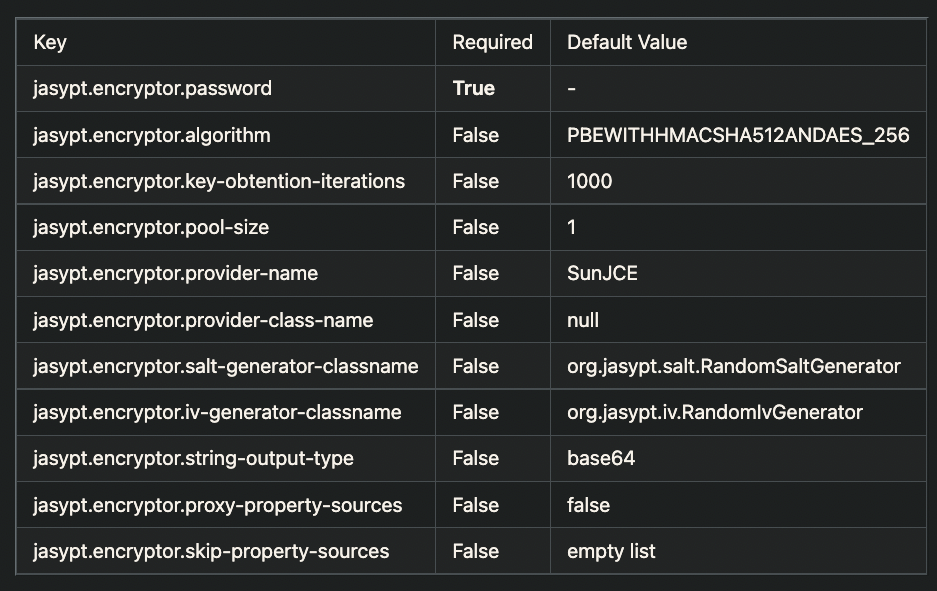 Key Required Default Value
jasypt.encryptor.password True -
jasypt.encryptor.algorithm False PBEWITHHMACSHA512ANDAES_256
jasypt.encryptor.key-obtention-iterations False 1000
jasypt.encryptor.pool-size False 1
jasypt.encryptor.provider-name False SunJCE
jasypt.encryptor.provider-class-name False null
jasypt.encryptor.salt-generator-classname False org.jasypt.salt.RandomSaltGenerator
jasypt.encryptor.iv-generator-classname False org.jasypt.iv.RandomIvGenerator
jasypt.encryptor.string-output-type False base64
jasypt.encryptor.proxy-property-sources False false
jasypt.encryptor.skip-property-sources False empty list